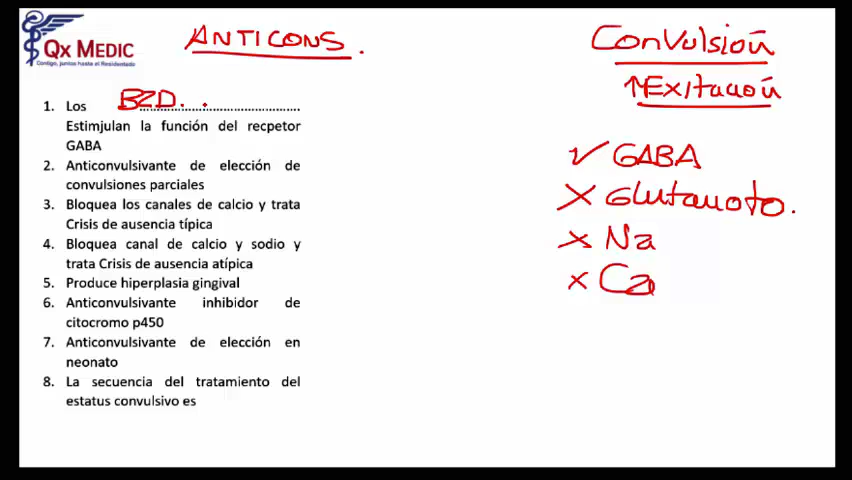 Qx MEDIC
Contigo, juntos hasta el Residentado
ANTICONS.
1. Los BZD. ............................
Estimjulan la función del recpetor
GABA
2. Anticonvulsivante de elección de
convulsiones parciales
3. Bloquea los canales de calcio y trata
Crisis de ausencia típica
4. Bloquea canal de calcio y sodio y
trata Crisis de ausencia atípica
5. Produce hiperplasia gingival
6. Anticonvulsivante inhibidor de
citocromo p450
7. Anticonvulsivante de elección en
neonato
8. La secuencia del tratamiento del
estatus convulsivo es
Convulsión
↑Exitación
✓ GABA
X Glutamato.
X Na
X Ca